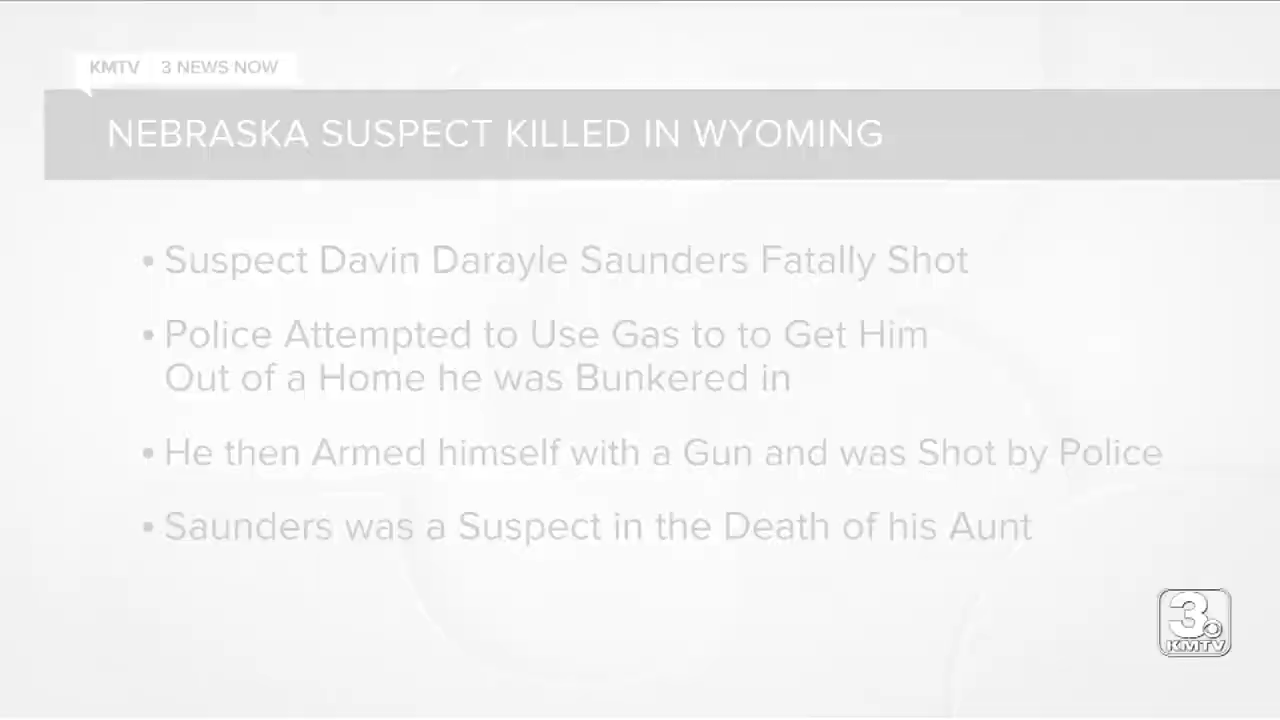 KMTV 3 NEWS NOW
NEBRASKA SUSPECT KILLED IN WYOMING
• Suspect Davin Darayle Saunders Fatally Shot
• Police Attempted to Use Gas to to Get Him
Out of a Home he was Bunkered in
• He then Armed himself with a Gun and was Shot by Police
• Saunders was a Suspect in the Death of his Aunt
3
KMTV